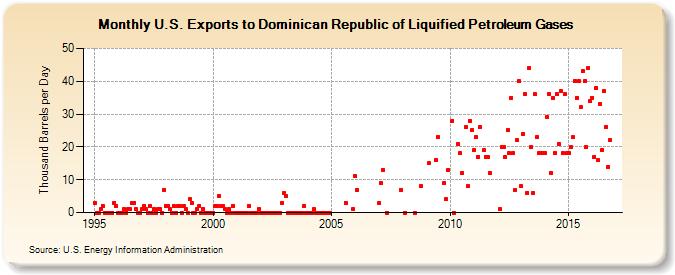 Monthly U.S. Exports to Dominican Republic of Liquified Petroleum Gases
Thousand Barrels per Day
50
40
30
20
10
0
1995 2000 2005 2010 2015
Source: U.S. Energy Information Administration